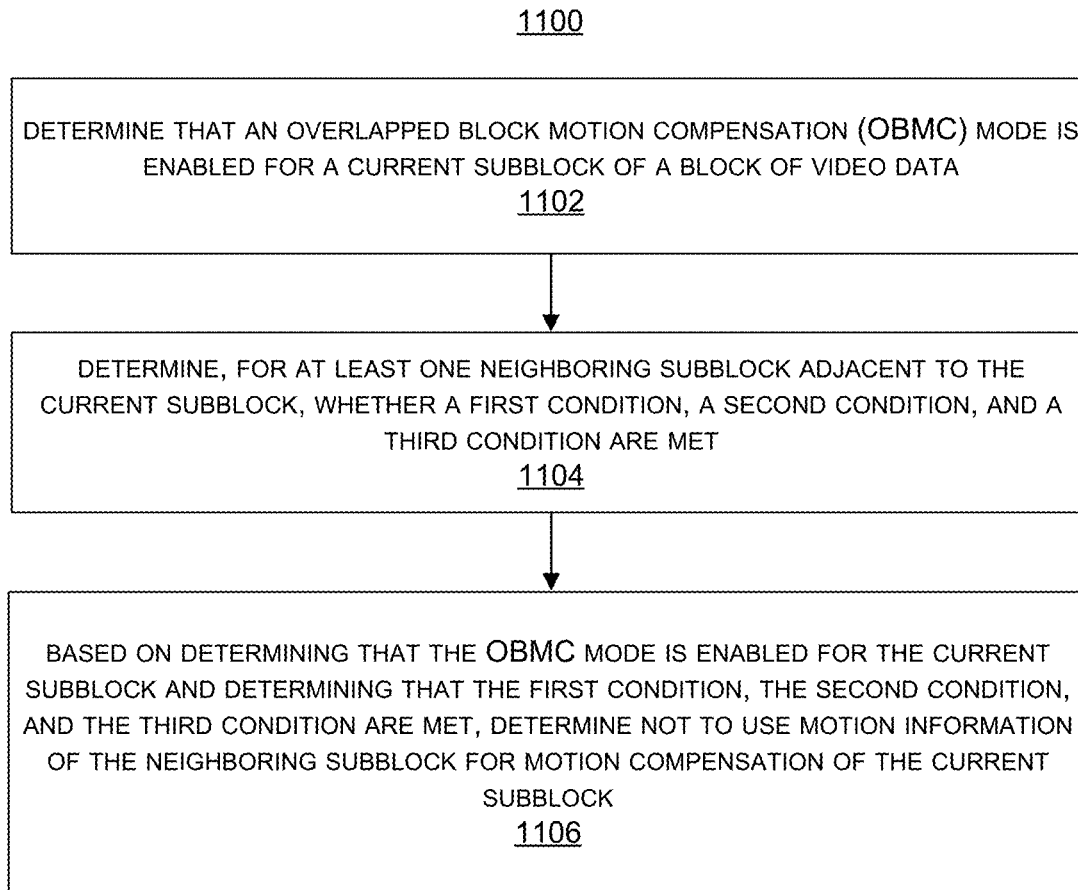 1100
DETERMINE THAT AN OVERLAPPED BLOCK MOTION COMPENSATION (OBMC) MODE IS
ENABLED FOR A CURRENT SUBBLOCK OF A BLOCK OF VIDEO DATA
1102
DETERMINE, FOR AT LEAST ONE NEIGHBORING SUBBLOCK ADJACENT TO THE
CURRENT SUBBLOCK, WHETHER A FIRST CONDITION, A SECOND CONDITION, AND A
THIRD CONDITION ARE MET
1104
BASED ON DETERMINING THAT THE OBMC MODE IS ENABLED FOR THE CURRENT
SUBBLOCK AND DETERMINING THAT THE FIRST CONDITION, THE SECOND CONDITION,
AND THE THIRD CONDITION ARE MET, DETERMINE NOT TO USE MOTION INFORMATION
OF THE NEIGHBORING SUBBLOCK FOR MOTION COMPENSATION OF THE CURRENT
SUBBLOCK
1106